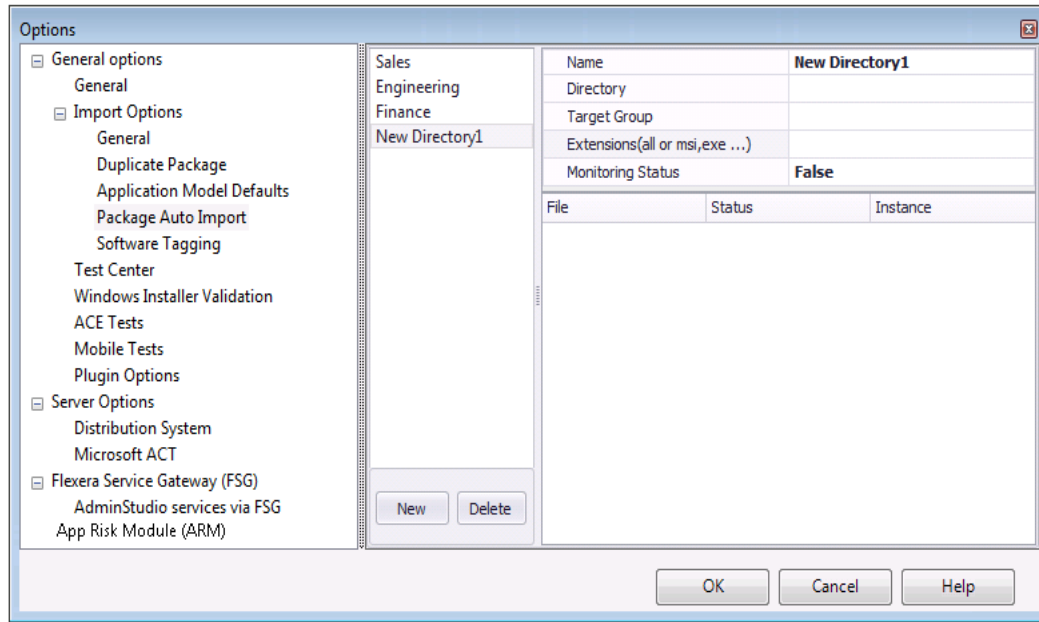 Options
General options
General
Import Options
General
Duplicate Package
Application Model Defaults
Package Auto Import
Software Tagging
Test Center
Windows Installer Validation
ACE Tests
Mobile Tests
Plugin Options
Server Options
Distribution System
Microsoft ACT
Flexera Service Gateway (FSG)
AdminStudio services via FSG
App Risk Module (ARM)
Sales
Engineering
Finance
New Directory1
New Delete
Name New Directory1
Directory
Target Group
Extensions(all or msi,exe ...)
Monitoring Status False
File Status Instance
OK Cancel Help